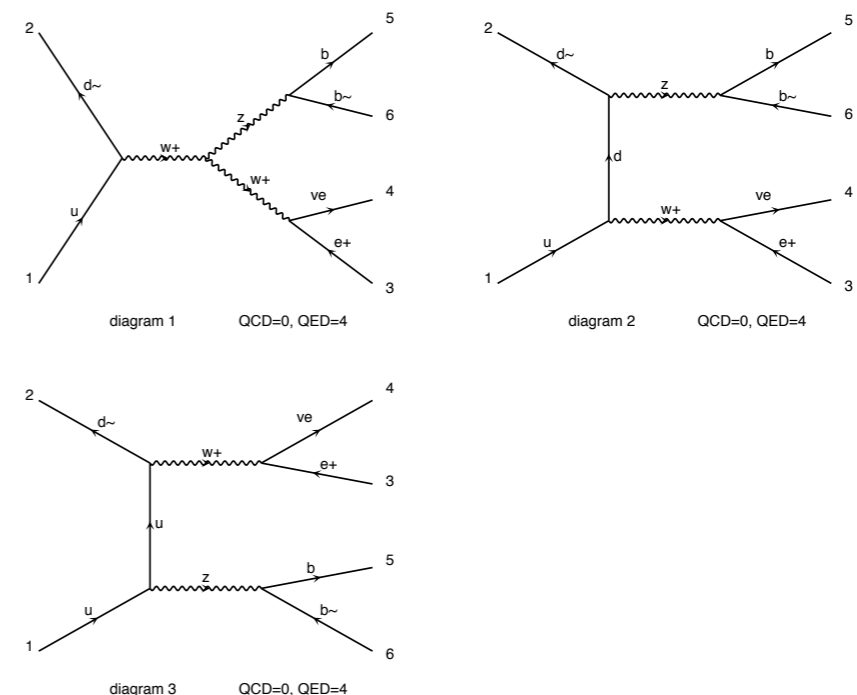 2
d~
w+
u
1
z
b
5
b~
6
w+
ve
4
e+
3
diagram 1 QCD=0, QED=4
2
d~
z
b
5
b~
6
d
u
1
w+
ve
4
e+
3
diagram 2 QCD=0, QED=4
2
d~
w+
ve
4
e+
3
u
u
1
z
b
5
b~
6
diagram 3 QCD=0, QED=4